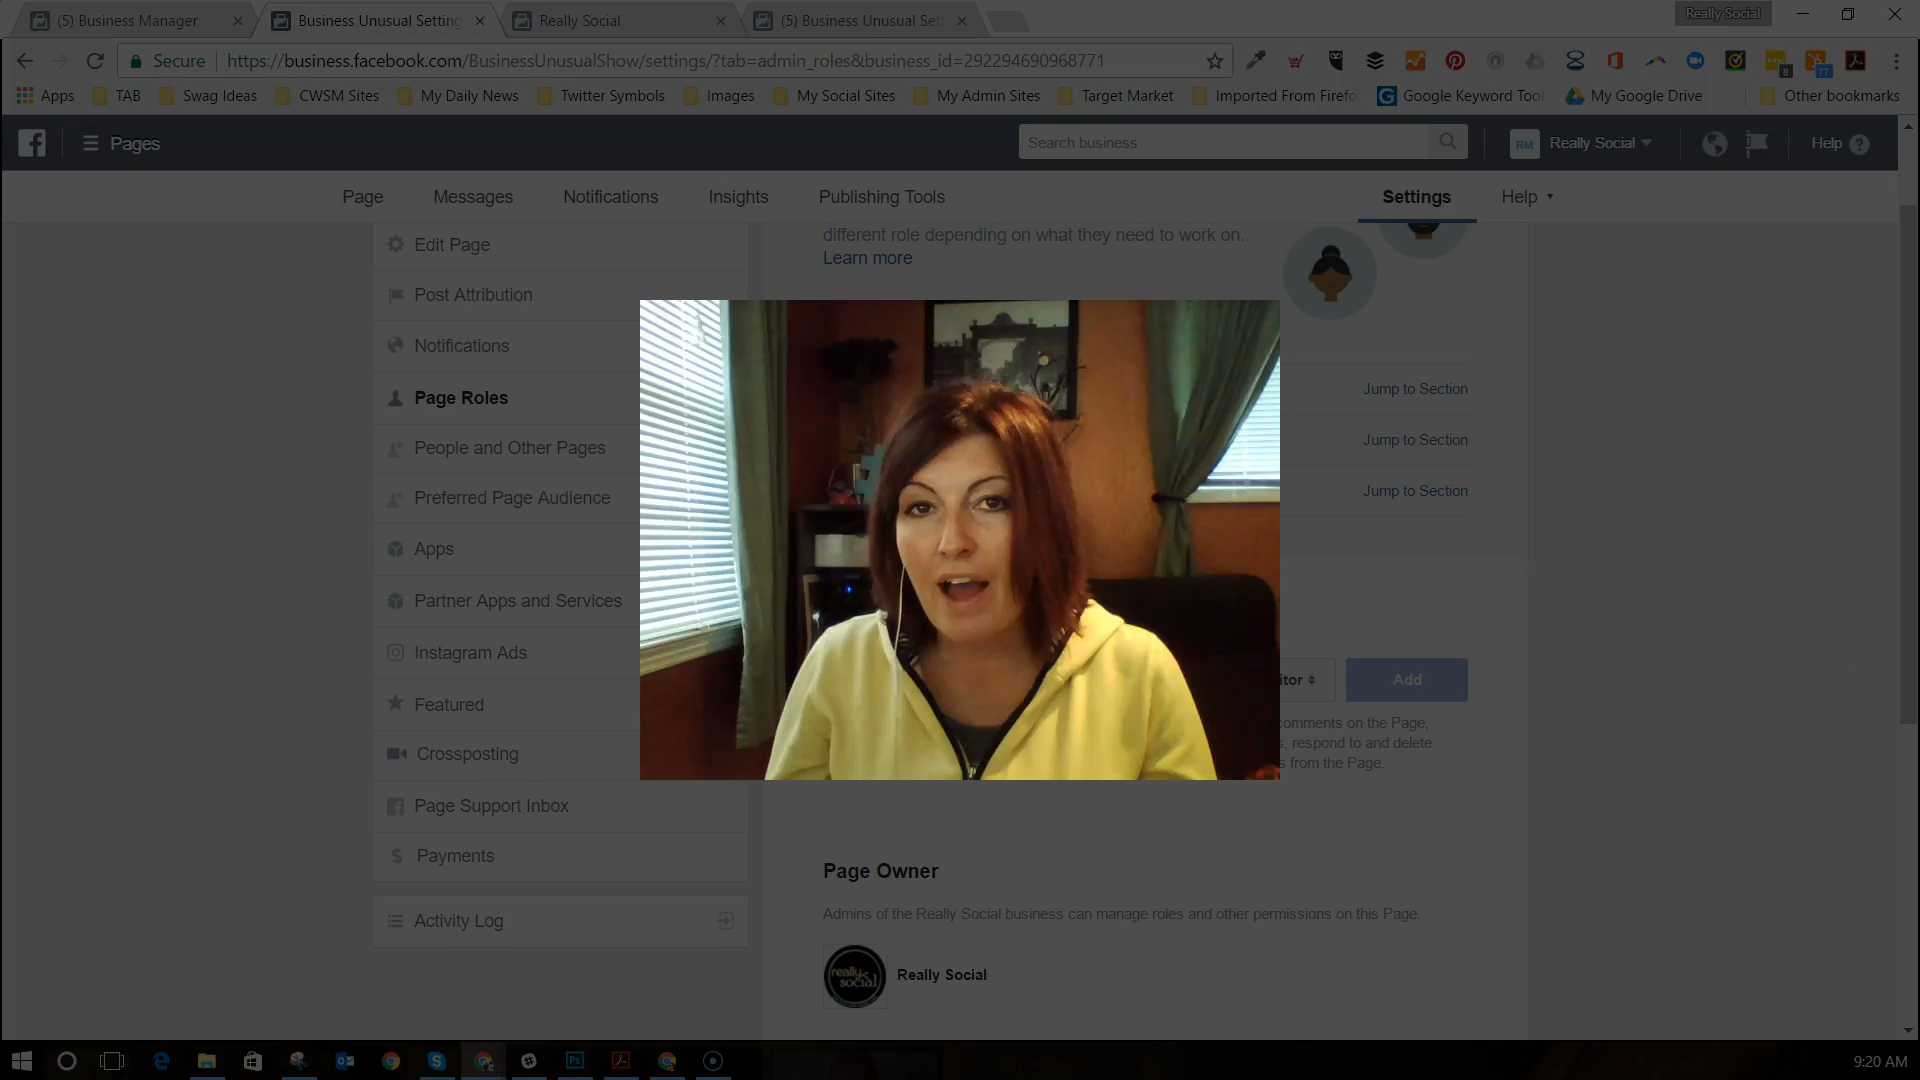 (5) Business Manager
Business Unusual Setting
Really Social
(5) Business Unusual Sett
Really Social
Secure
https://business.facebook.com/BusinessUnusualShow/settings/?tab=admin_roles&business_id=292294690968771
8
77
Apps
TAB
Swag Ideas
CWSM Sites
My Daily News
Twitter Symbols
Images
My Social Sites
My Admin Sites
Target Market
Imported From Firefo
Google Keyword Tool
My Google Drive
Other bookmarks
Pages
Search business
RM
Really Social
Help
Page
Messages
Notifications
Insights
Publishing Tools
Settings
Help
Edit Page
Post Attribution
Notifications
Page Roles
People and Other Pages
Preferred Page Audience
Apps
Partner Apps and Services
Instagram Ads
Featured
Crossposting
Page Support Inbox
Payments
Activity Log
different role depending on what they need to work on.
Learn more
Jump to Section
Jump to Section
Jump to Section
itor
Add
comments on the Page,
s, respond to and delete
s from the Page.
Page Owner
Admins of the Really Social business can manage roles and other permissions on this Page.
really
social
Really Social
9:20 AM